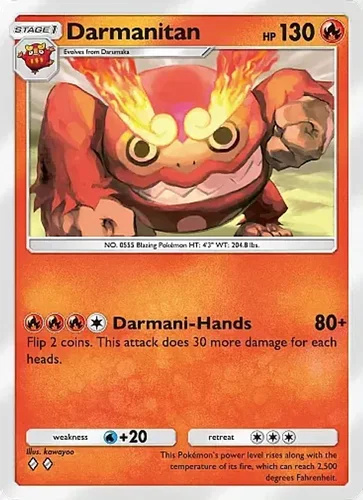 STAGE 1
Darmanitan
HP 130
Evolves from Darumaka
NO. 0555 Blazing Pokémon HT: 4'3" WT: 204.8 lbs.
Darmani-Hands 80+
Flip 2 coins. This attack does 30 more damage for each
heads.
weakness +20 retreat
Illus. kawayoo
This Pokémon's power level rises along with the
temperature of its fire, which can reach 2,500
degrees Fahrenheit.